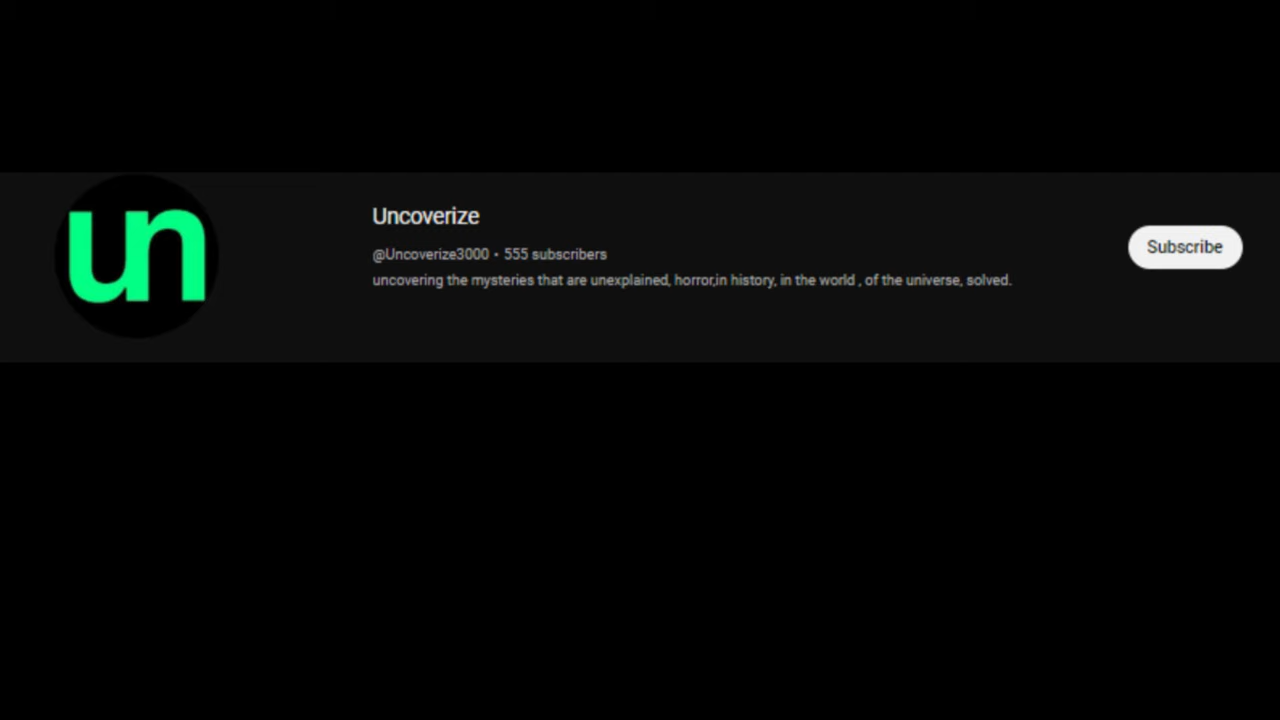 un
Uncoverize
@Uncoverize3000 • 555 subscribers
Subscribe
uncovering the mysteries that are unexplained, horror,in history, in the world , of the universe, solved.